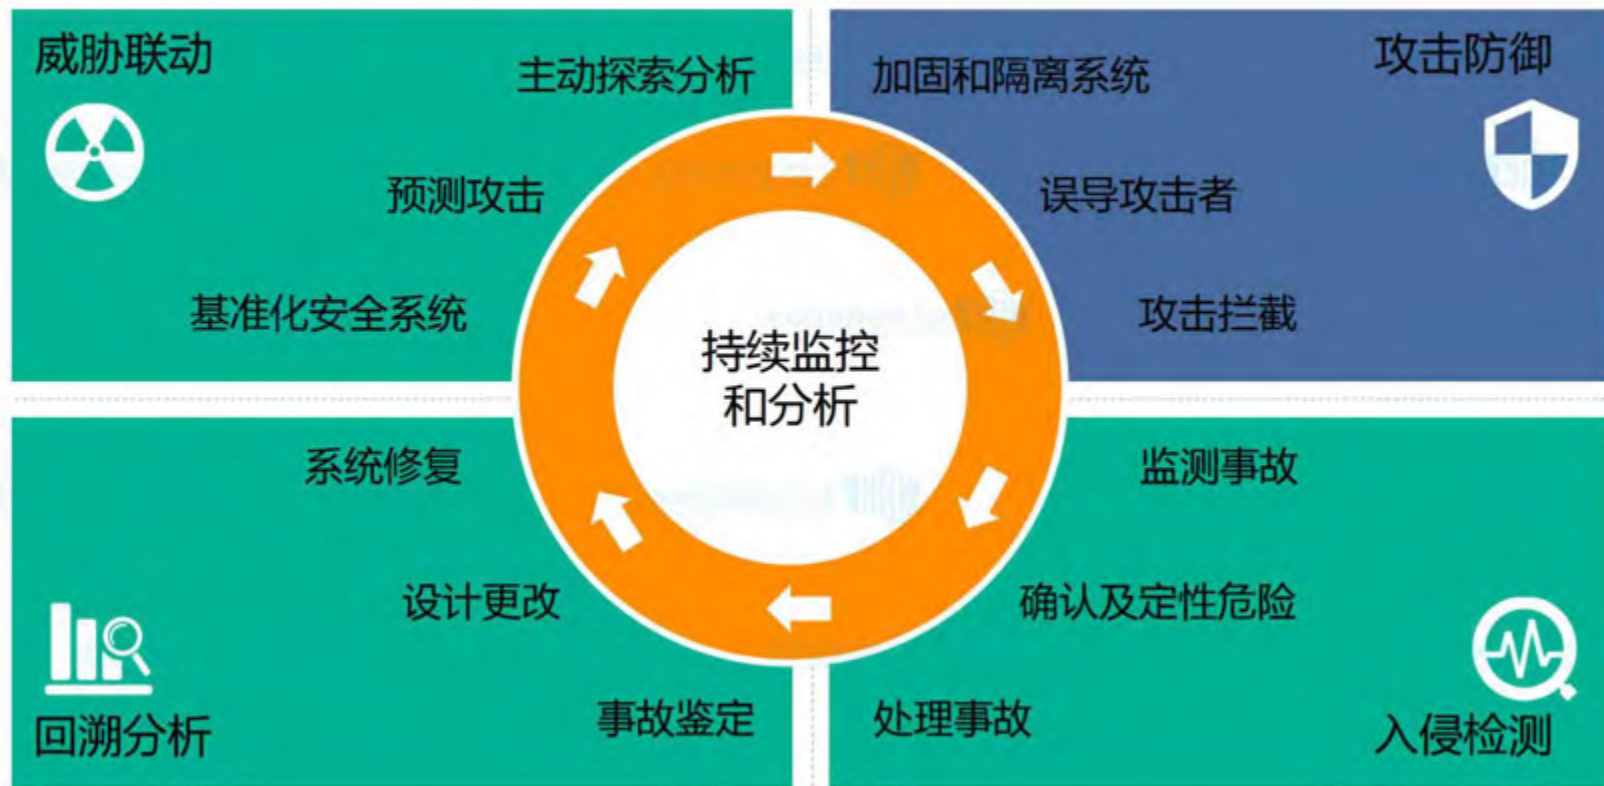 威胁联动
主动探索分析
预测攻击
基准化安全系统
加固和隔离系统
攻击防御
误导攻击者
攻击拦截
持续监控
和分析
系统修复
设计更改
事故鉴定
回溯分析
监测事故
确认及定性危险
处理事故
入侵检测